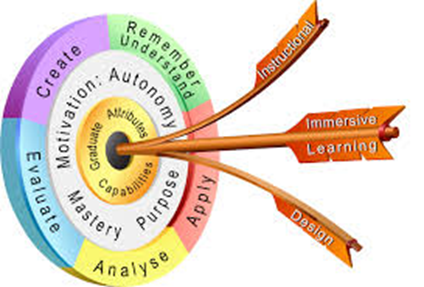 Create
Remember
Understand
Apply
Analyse
Evaluate
Motivation: Autonomy
Mastery Purpose
Graduate Attributes
Capabilities
Instructional
Immersive
Learning
Design